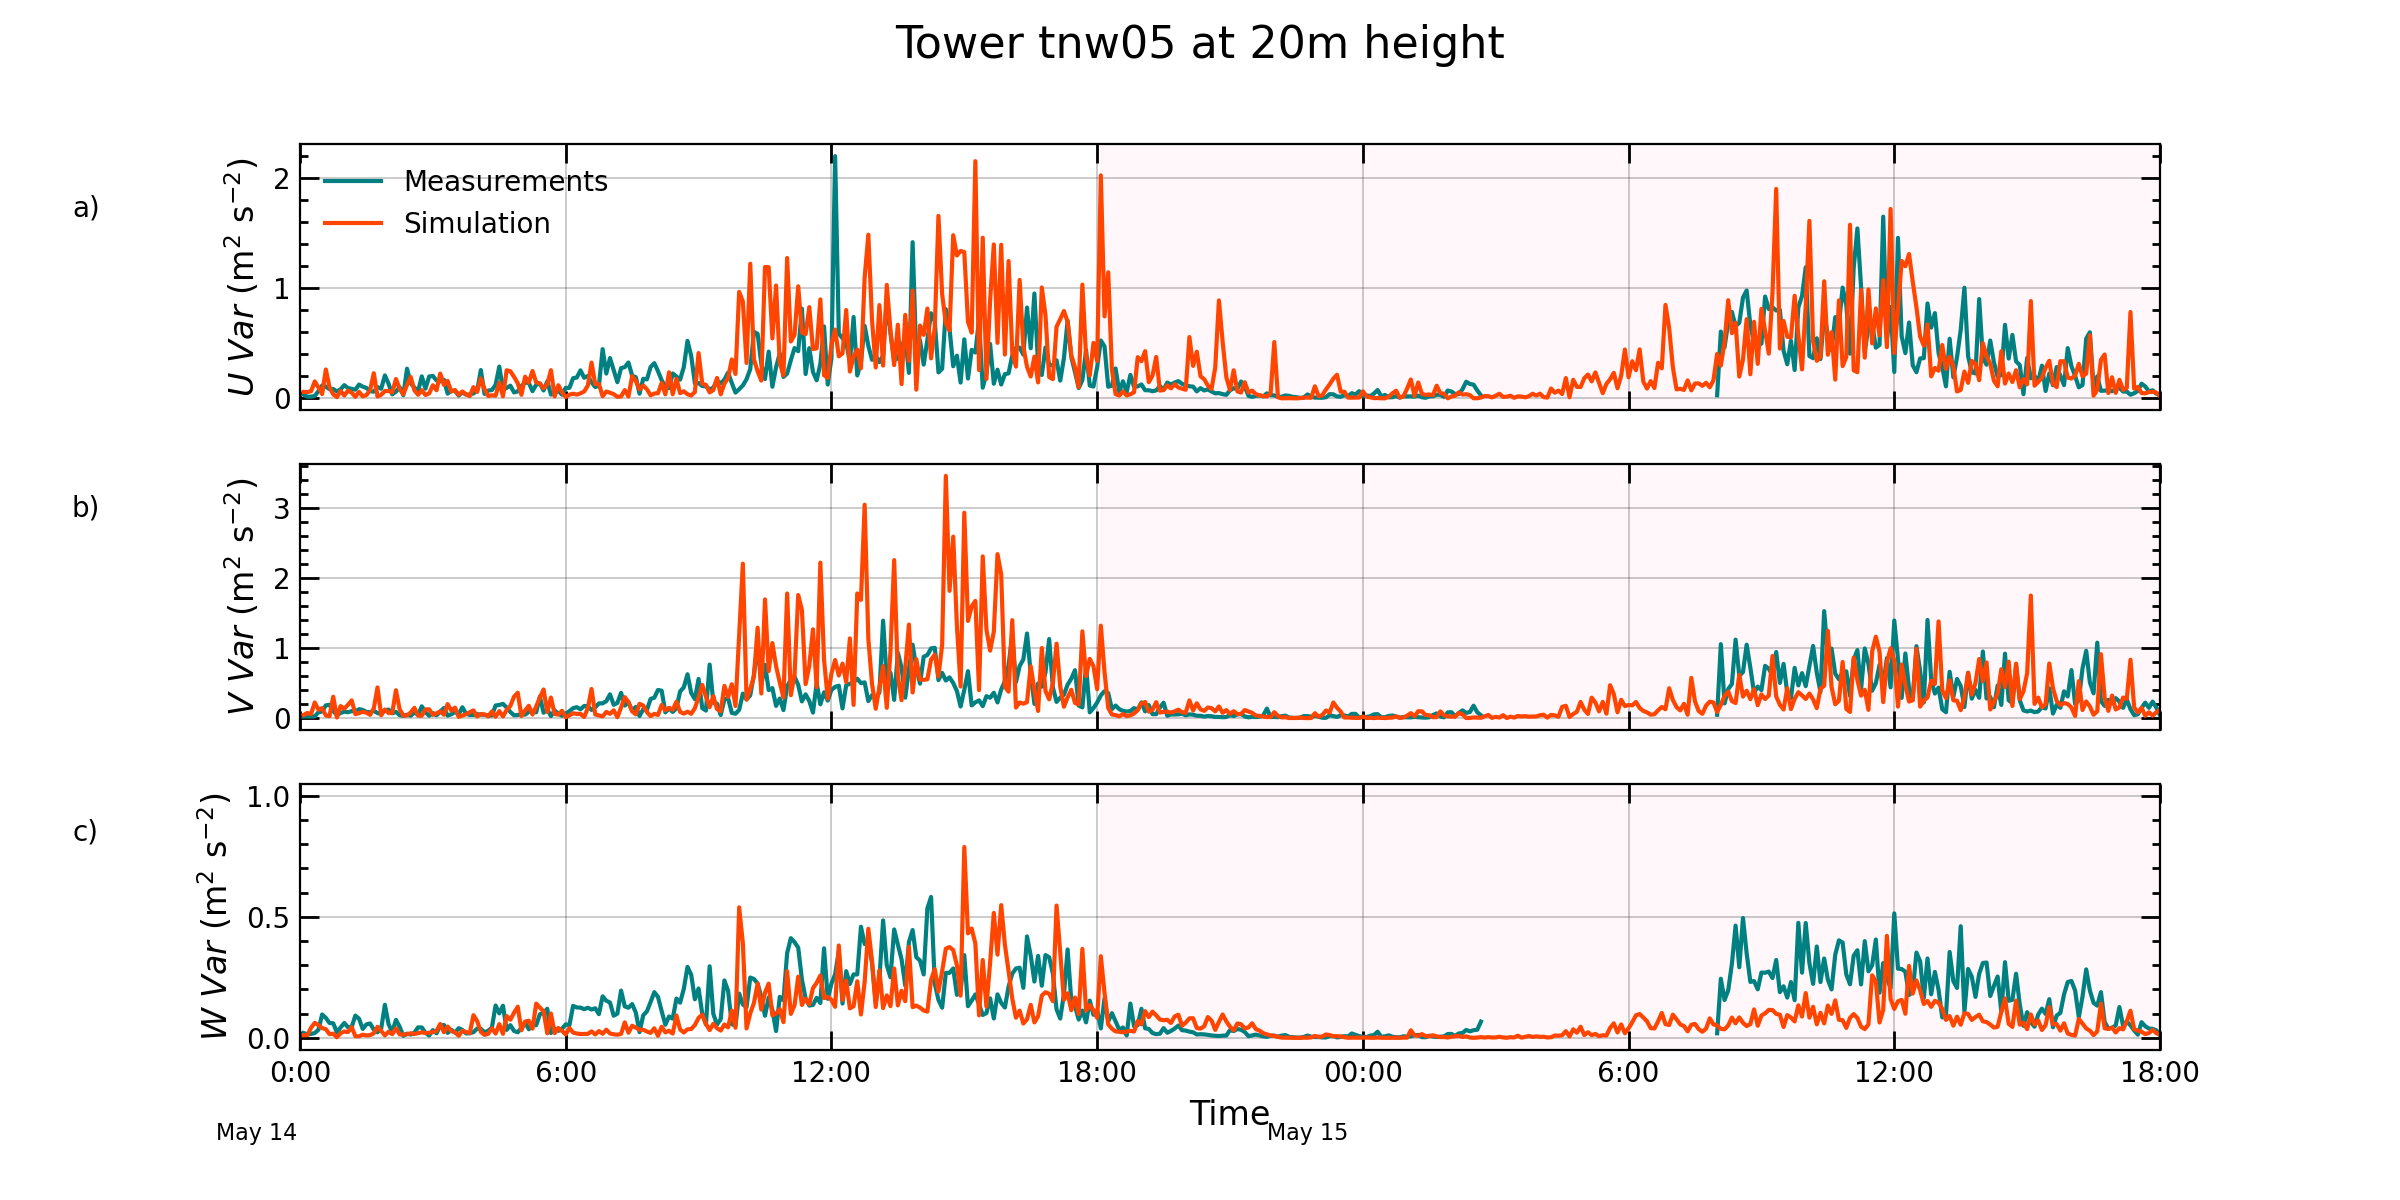 Tower tnw05 at 20m height
a)
U Var (m² s⁻²)
2
1
0
Measurements
Simulation
b)
V Var (m² s⁻²)
3
2
1
0
c)
W Var (m² s⁻²)
1.0
0.5
0.0
0:00 6:00 12:00 18:00 00:00 6:00 12:00 18:00
Time
May 14 May 15